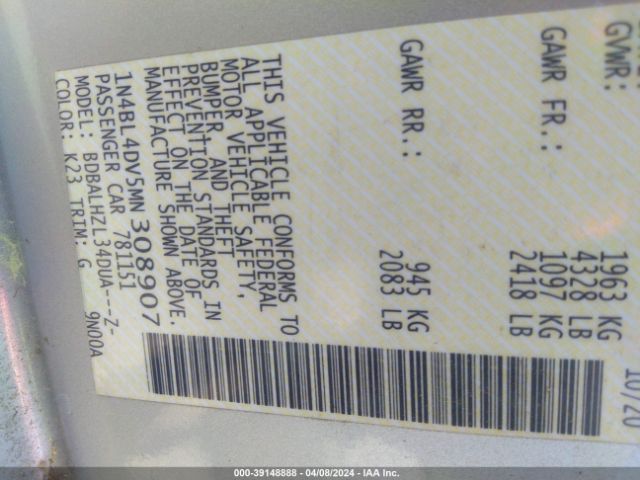 10/20
GVWR: 1963 KG
4328 LB
GAWR FR.: 1097 KG
2418 LB
GAWR RR.: 945 KG
2083 LB
THIS VEHICLE CONFORMS TO
ALL APPLICABLE FEDERAL
MOTOR VEHICLE SAFETY,
BUMPER, AND THEFT
PREVENTION STANDARDS IN
EFFECT ON THE DATE OF
MANUFACTURE SHOWN ABOVE.
1N4BL4DV5MN308907
PASSENGER CAR 781151
MODEL: BDBALHZL34DUA---Z-
COLOR: K23 TRIM: G 9N00A
000-39148888 - 04/08/2024 - IAA Inc.